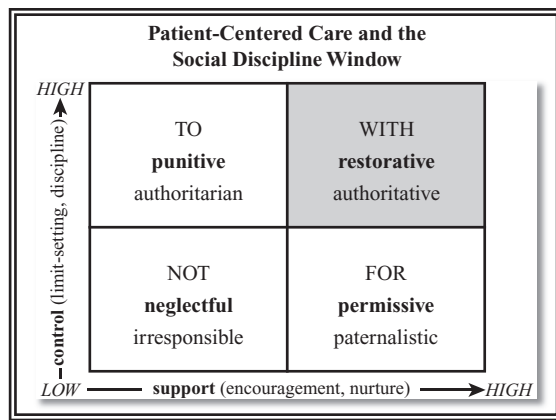 Patient-Centered Care and the
Social Discipline Window
HIGH
control (limit-setting, discipline)
TO
punitive
authoritarian
WITH
restorative
authoritative
NOT
neglectful
irresponsible
FOR
permissive
paternalistic
LOW
support (encouragement, nurture)
HIGH